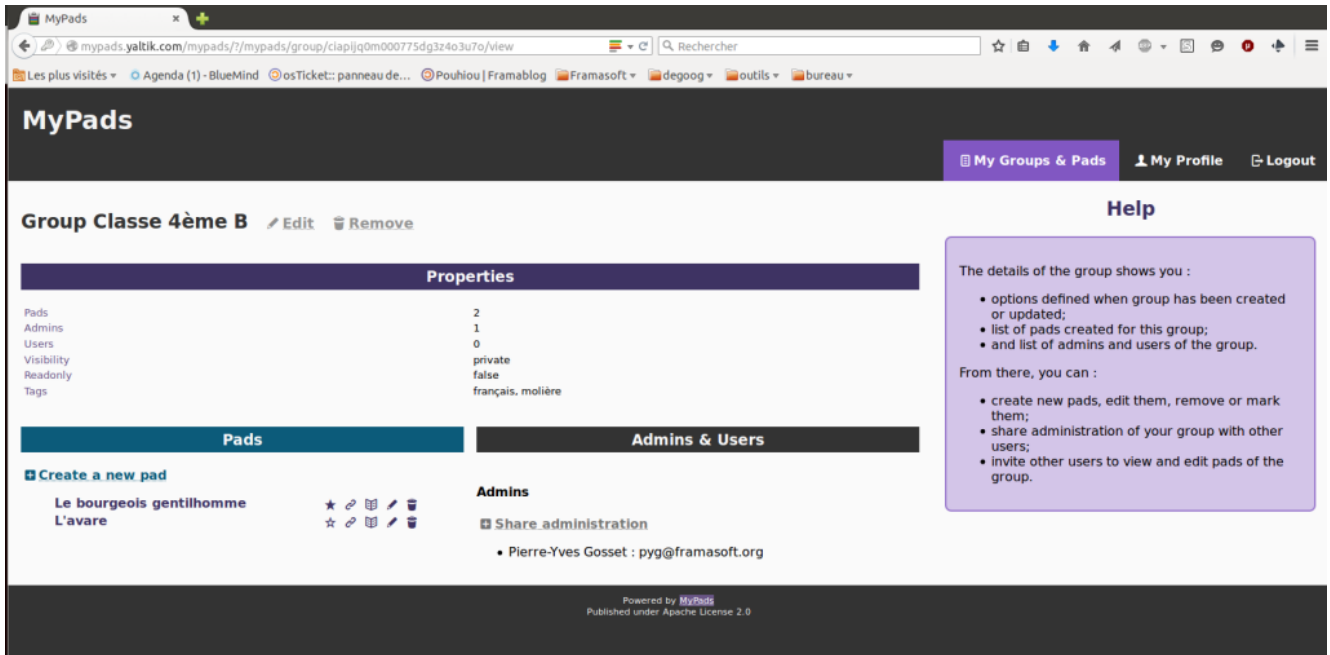 MyPads
mypads.yaltik.com/mypads/?/mypads/group/ciapijq0m000775dg3z4o3u7o/view
Rechercher
Les plus visités
Agenda (1) - BlueMind
osTicket:: panneau de...
Pouhiou | Framablog
Framasoft
degoog
outils
bureau
MyPads
My Groups & Pads
My Profile
Logout
Group Classe 4ème B
Edit
Remove
Properties
Pads 2
Admins 1
Users 0
Visibility private
Readonly false
Tags français, molière
Pads
Create a new pad
Le bourgeois gentilhomme
L'avare
Admins & Users
Admins
Share administration
• Pierre-Yves Gosset : pyg@framasoft.org
Help
The details of the group shows you :
• options defined when group has been created
or updated;
• list of pads created for this group;
• and list of admins and users of the group.
From there, you can :
• create new pads, edit them, remove or mark
them;
• share administration of your group with other
users;
• invite other users to view and edit pads of the
group.
Powered by MyPads
Published under Apache License 2.0